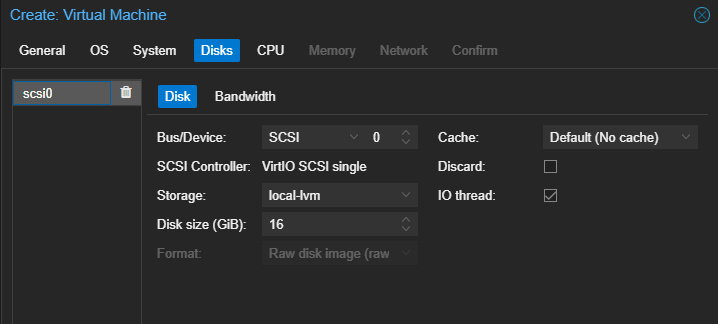 Create: Virtual Machine
General OS System Disks CPU Memory Network Confirm
scsi0
Disk Bandwidth
Bus/Device: SCSI 0 Cache: Default (No cache)
SCSI Controller: VirtIO SCSI single Discard:
Storage: local-lvm IO thread:
Disk size (GiB): 16
Format: Raw disk image (raw